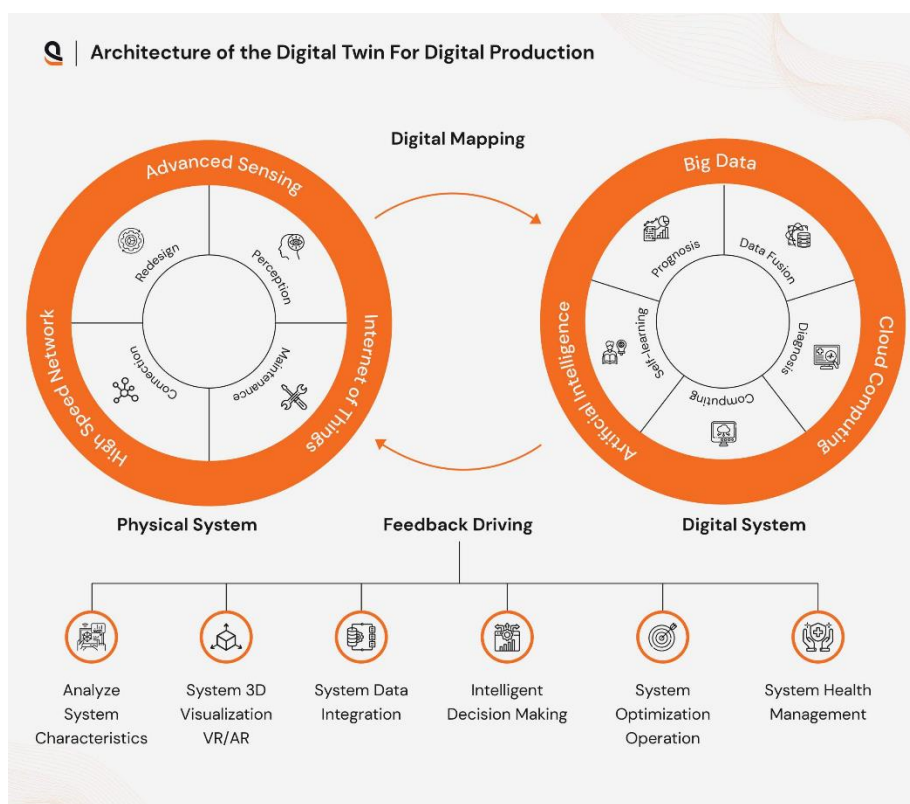 Architecture of the Digital Twin For Digital Production
Digital Mapping
Advanced Sensing
High Speed Network
Internet of Things
Redesign
Perception
Connection
Maintenance
Big Data
Artificial Intelligence
Cloud Computing
Prognosis
Data Fusion
Self-learning
Diagnosis
Computing
Physical System
Feedback Driving
Digital System
Analyze
System
Characteristics
System 3D
Visualization
VR/AR
System Data
Integration
Intelligent
Decision Making
System
Optimization
Operation
System Health
Management